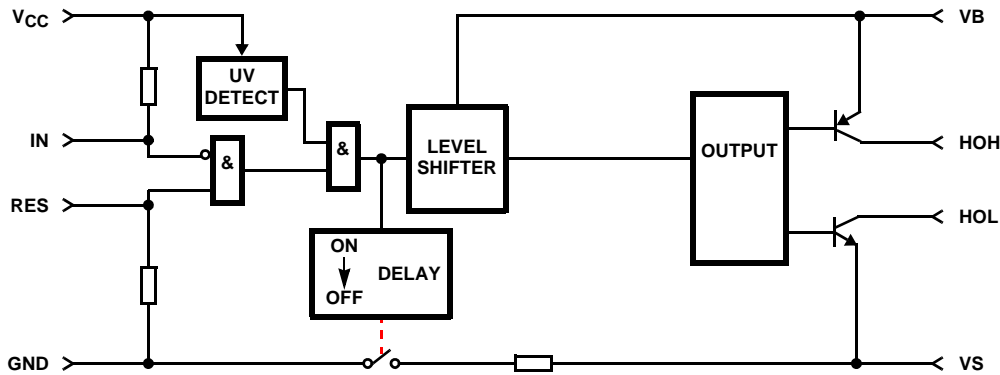 VCC
VB
UV
DETECT
IN
&
&
LEVEL
SHIFTER
OUTPUT
HOH
RES
HOL
ON
OFF
DELAY
GND
VS